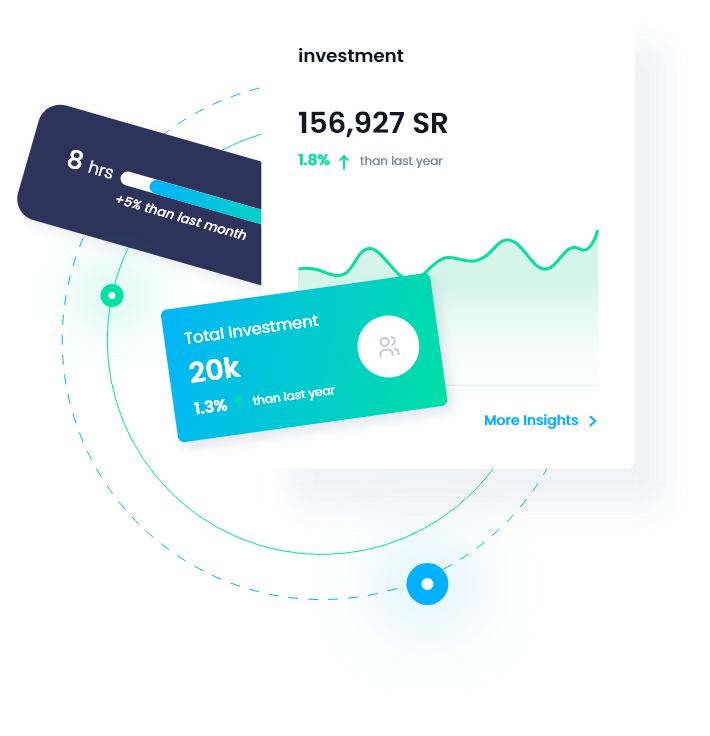 investment
156,927 SR
1.8% ↑ than last year
8 hrs
+5% than last month
Total Investment
20k
1.3% ↑ than last year
More Insights >